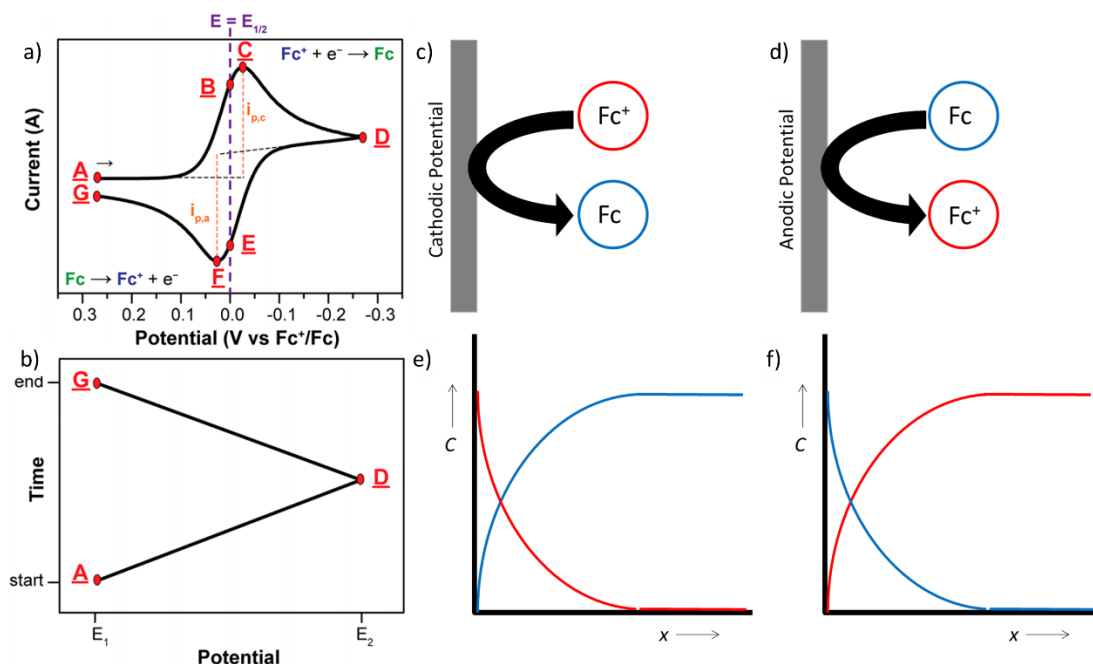 a)
E = E1/2
Fc⁺ + e⁻ → Fc
C
B
i p,c
D
A →
G
i p,a
E
F
Fc → Fc⁺ + e⁻
Current (A)
0.3 0.2 0.1 0.0 -0.1 -0.2 -0.3
Potential (V vs Fc⁺/Fc)
b)
end
G
Time
D
A
start
E1 E2
Potential
c)
Cathodic Potential
Fc⁺
Fc
d)
Anodic Potential
Fc
Fc⁺
e)
C
x
f)
C
x